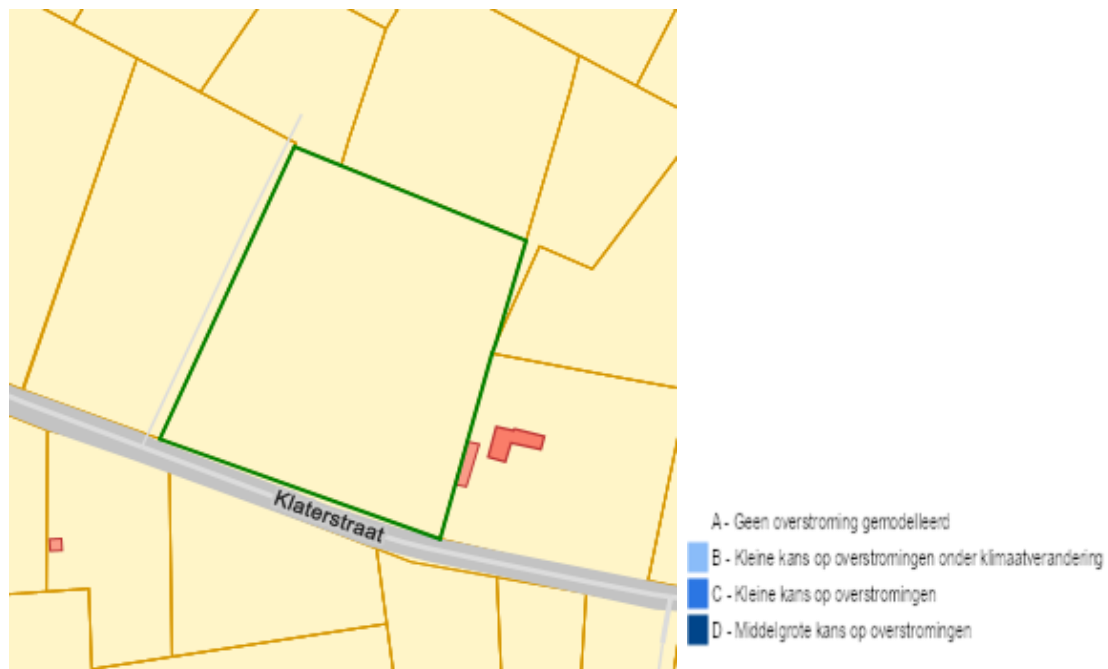 Klaterstraat
A - Geen overstroming gemodelleerd
B - Kleine kans op overstromingen onder klimaatverandering
C - Kleine kans op overstromingen
D - Middelgrote kans op overstromingen